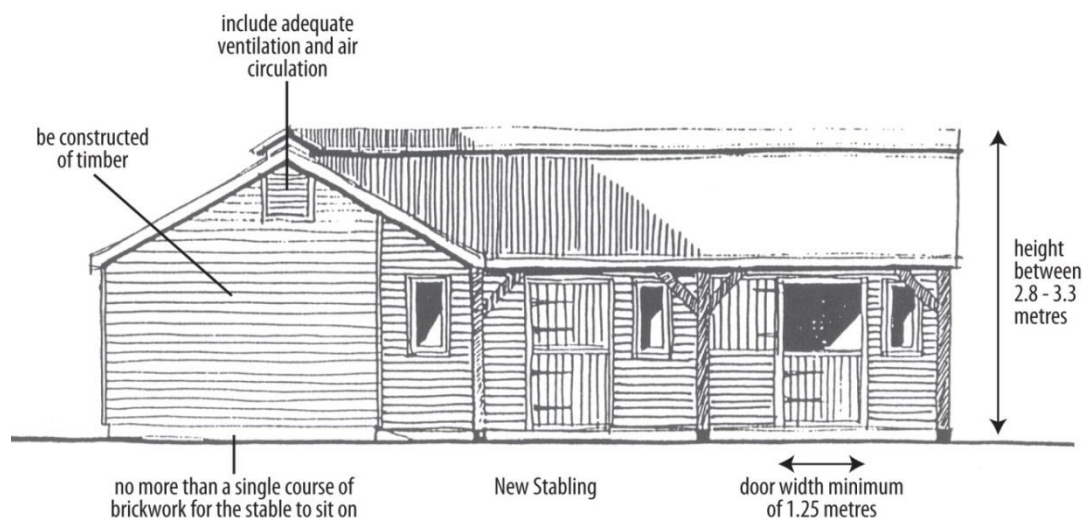 include adequate
ventilation and air
circulation
be constructed
of timber
height
between
2.8 - 3.3
metres
no more than a single course of
brickwork for the stable to sit on
New Stabling
door width minimum
of 1.25 metres